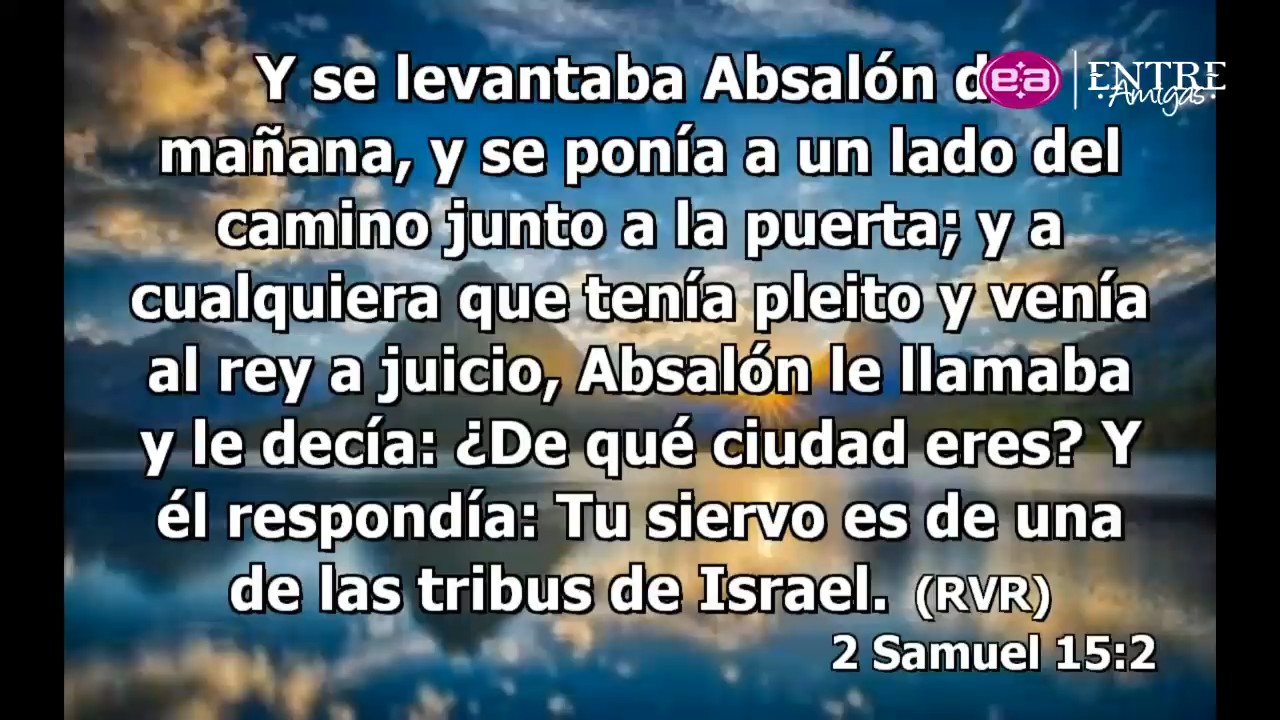 Y se levantaba Absalón
mañana, y se ponía a un lado del
camino junto a la puerta; y a
cualquiera que tenía pleito y venía
al rey a juicio, Absalón le llamaba
y le decía: ¿De qué ciudad eres? Y
él respondía: Tu siervo es de una
de las tribus de Israel. (RVR)
2 Samuel 15:2
ea
ENTRE
Amigas